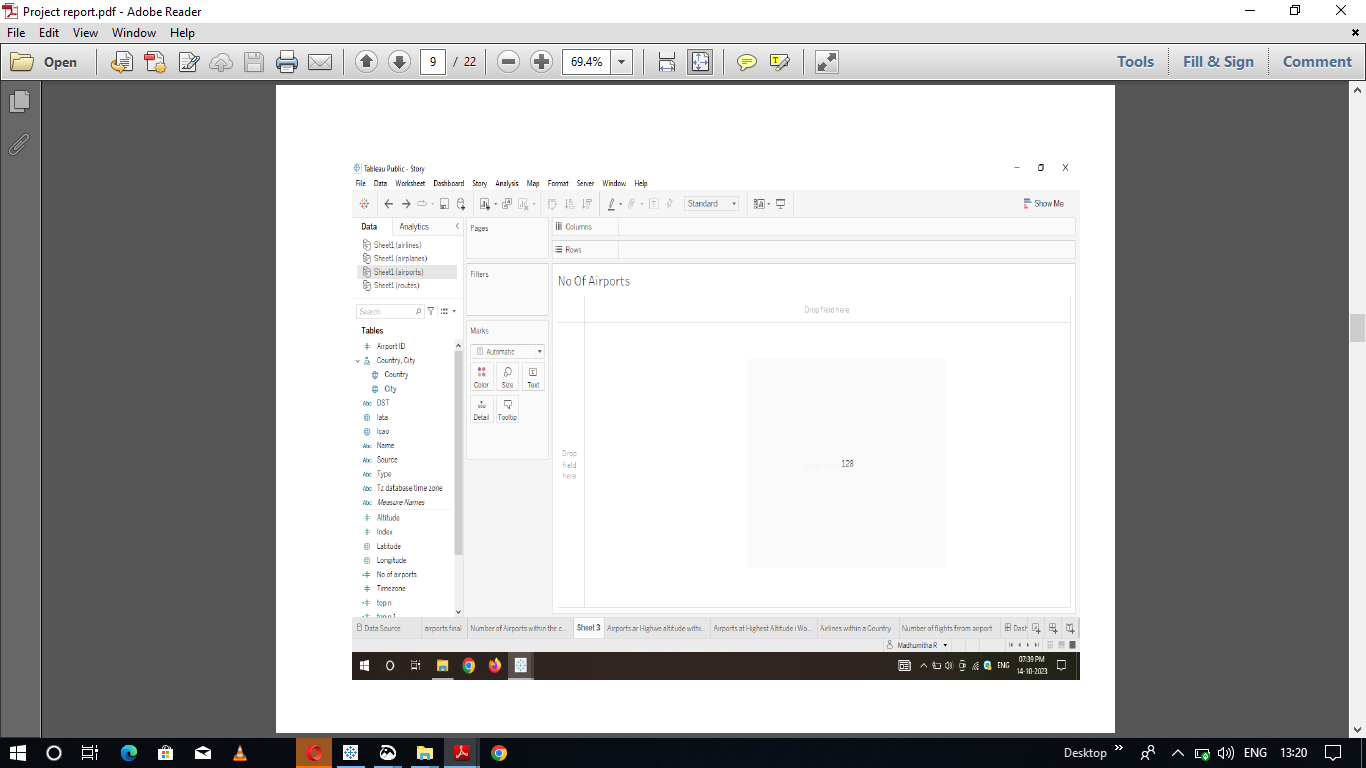 Project report.pdf - Adobe Reader
File Edit View Window Help
Open 9 / 22 69.4% Tools Fill & Sign Comment
Tableau Public - Story
File Data Worksheet Dashboard Story Analysis Map Format Server Window Help
Standard Show Me
Data Analytics Pages Columns
Sheet1 (airlines)
Sheet1 (airplanes) Rows
Sheet1 (airports) Filters
Sheet1 (routes) No Of Airports
Search Drop field here
Tables Marks
Airport ID Automatic
Country, City
Country
City Color Size Text
Abc DST
Iata Detail Tooltip
Icao
Abc Name
Abc Source Drop
Abc Type field 128
Abc Tz database time zone here
Abc Measure Names
Altitude
Index
Latitude
Longitude
No of airports
Timezone
top n
top n 1
Data Source airports final Number of Airports within the c... Sheet 3 Airports ar Highwe altitude withi... Airports at Highest Altitude i Wo... Airlines within a Country Number of flights frrom airport Dash
Madhumitha R
ENG 07:39 PM
14-10-2023
Desktop » ENG 13:20